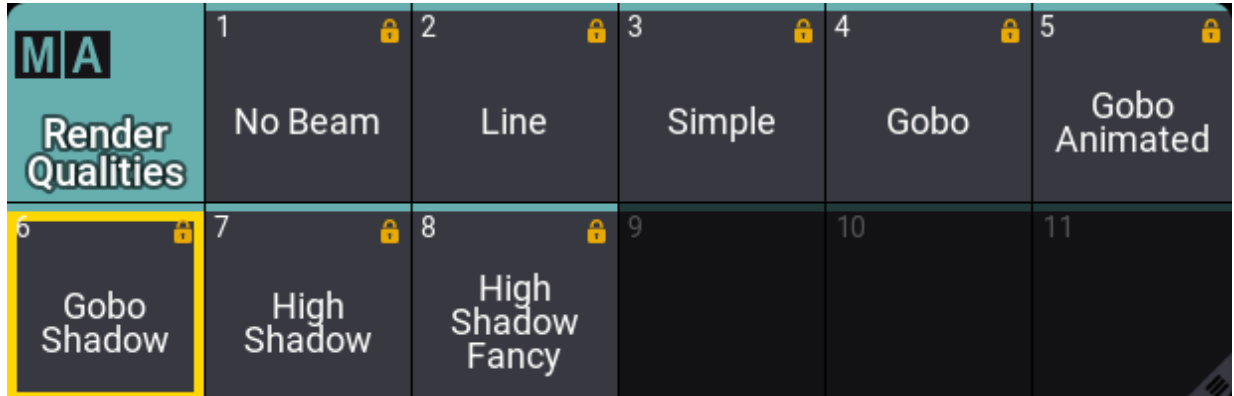 MA
Render
Qualities
1
No Beam
2
Line
3
Simple
4
Gobo
5
Gobo
Animated
6
Gobo
Shadow
7
High
Shadow
8
High
Shadow
Fancy
9
10
11